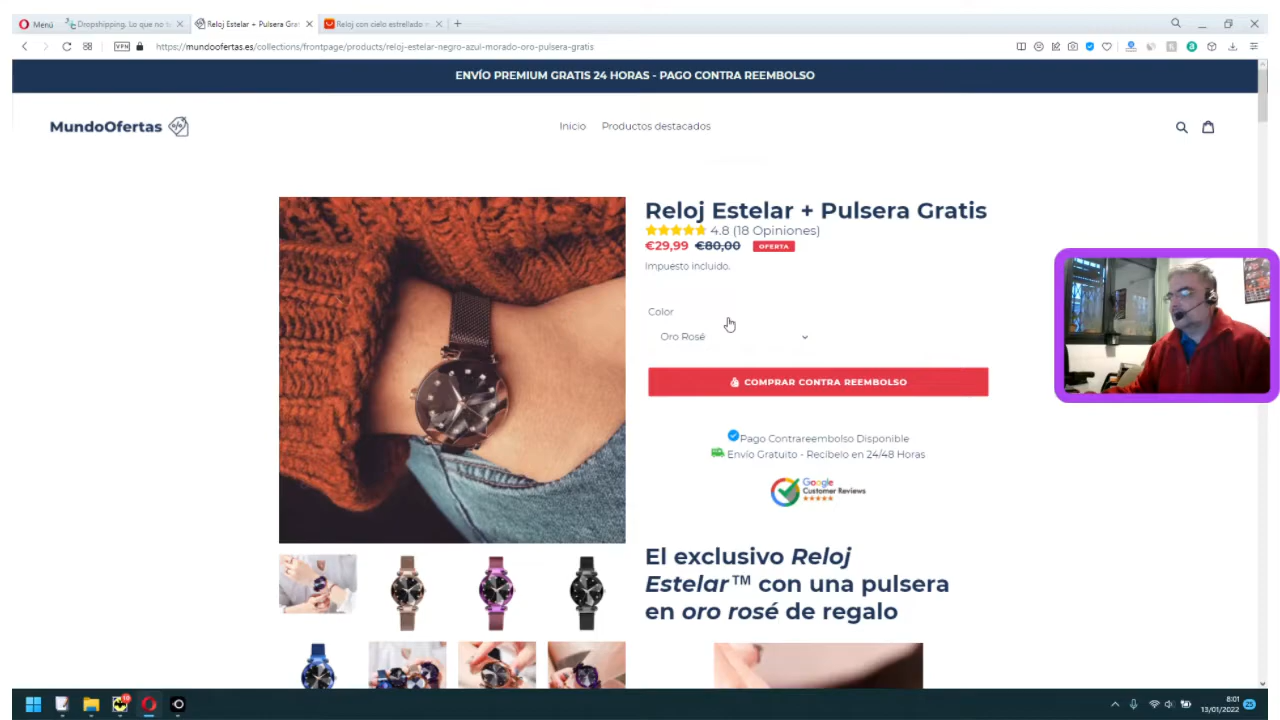 Menú
Dropshipping. Lo que no t
Reloj Estelar + Pulsera Grat
Reloj con cielo estrellado
VPN
https://mundoofertas.es/collections/frontpage/products/reloj-estelar-negro-azul-morado-oro-pulsera-gratis
ENVÍO PREMIUM GRATIS 24 HORAS - PAGO CONTRA REEMBOLSO
MundoOfertas
Inicio
Productos destacados
Reloj Estelar + Pulsera Gratis
4.8 (18 Opiniones)
€29,99 €80,00 OFERTA
Impuesto incluido.
Color
Oro Rosé
COMPRAR CONTRA REEMBOLSO
Pago Contrareembolso Disponible
Envío Gratuito - Recíbelo en 24/48 Horas
Google
Customer Reviews
El exclusivo Reloj
Estelar™ con una pulsera
en oro rosé de regalo
8:01
13/01/2022